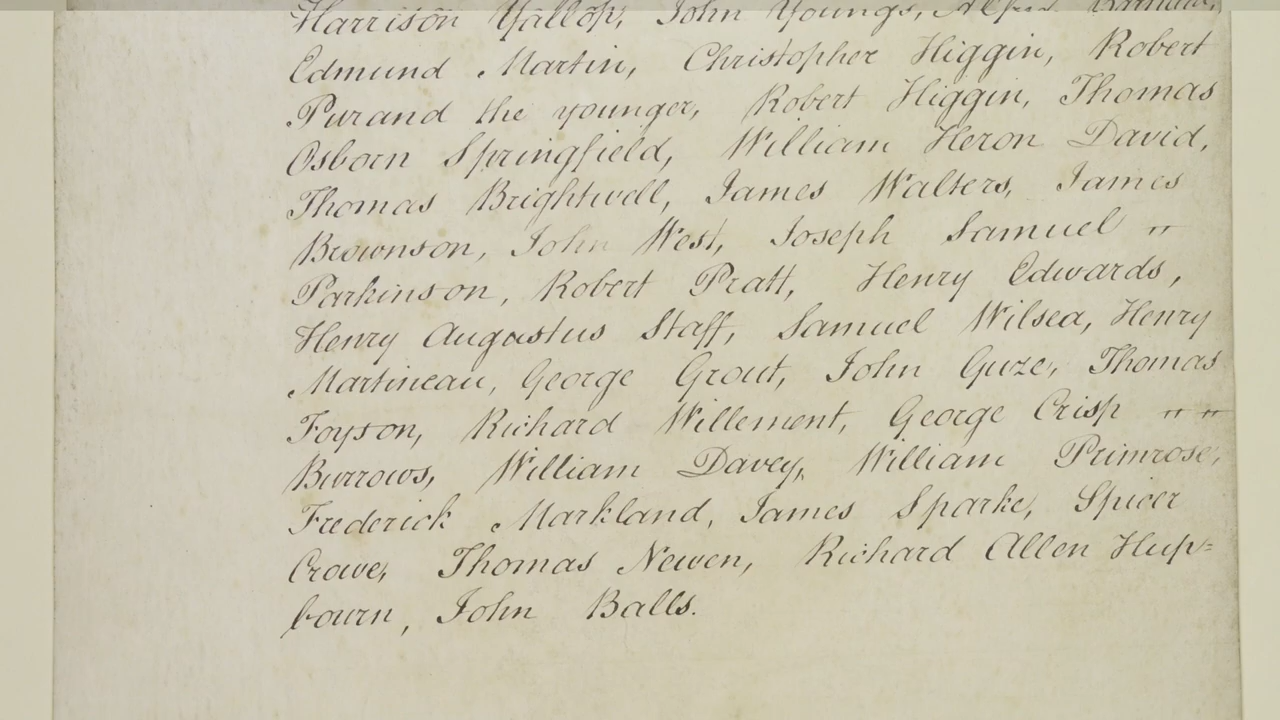 Harrison Yallop, John Youngs,
Edmund Martin, Christopher Higgin, Robert
Purand the younger, Robert Higgin, Thomas
Osborn Springfield, William Heron David,
Thomas Brightwell, James Walters, James
Brownson, John West, Joseph Samuel "
Parkinson, Robert Pratt, Henry Edwards,
Henry Augustus Staff, Samuel Wilsea, Henry
Martineau, George Grout, John Guze, Thomas
Foyson, Richard Willement, George Crisp " "
Burrows, William Davey, William Primrose,
Frederick Markland, James Sparke, Spicer
Crowe, Thomas Newen, Richard Allen Hup=
bourn, John Balls.